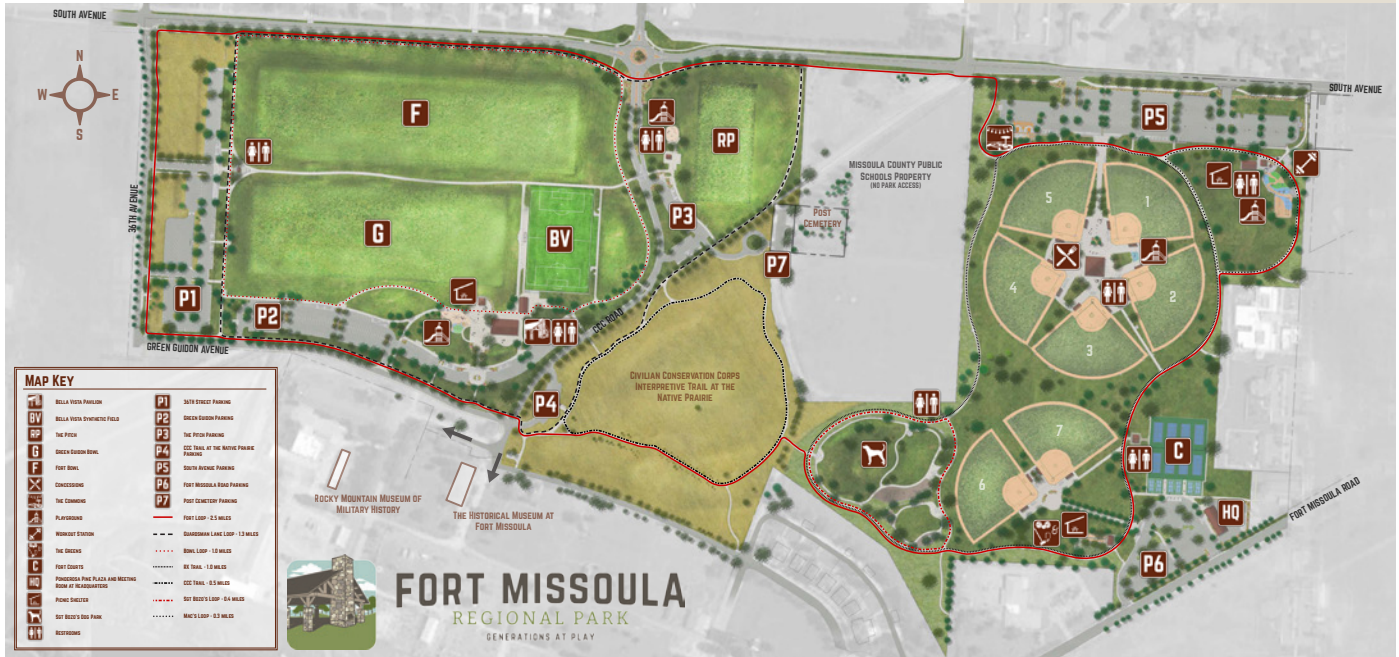 South Avenue
N
W
E
S
South Avenue
36th Avenue
F
RP
P5
Missoula County Public
Schools Property
(No Park Access)
Post
Cemetery
G
BV
P3
P7
P1
P2
Green Guidon Avenue
CCC Road
P4
Civilian Conservation Corps
Interpretive Trail at the
Native Prairie
5
1
4
2
3
7
6
C
HQ
P6
Fort Missoula Road
Rocky Mountain Museum of
Military History
The Historical Museum at
Fort Missoula
Map Key
Bella Vista Pavilion
BV Bella Vista Synthetic Field
RP The Pitch
G Green Guidon Bowl
F Fort Bowl
Concessions
The Commons
Playground
Workout Station
The Greens
C Fort Courts
HQ Ponderosa Pine Plaza and Meeting
Room at Headquarters
Picnic Shelter
Sgt Bozo's Dog Park
Restrooms
P1 36th Street Parking
P2 Green Guidon Parking
P3 The Pitch Parking
P4 CCC Trail at the Native Prairie
Parking
P5 South Avenue Parking
P6 Fort Missoula Road Parking
P7 Post Cemetery Parking
Fort Loop - 2.5 miles
Guardsman Lane Loop - 1.3 miles
Bowl Loop - 1.0 miles
RX Trail - 1.0 miles
CCC Trail - 0.5 miles
Sgt Bozo's Loop - 0.4 miles
Mac's Loop - 0.3 miles
FORT MISSOULA
REGIONAL PARK
GENERATIONS AT PLAY